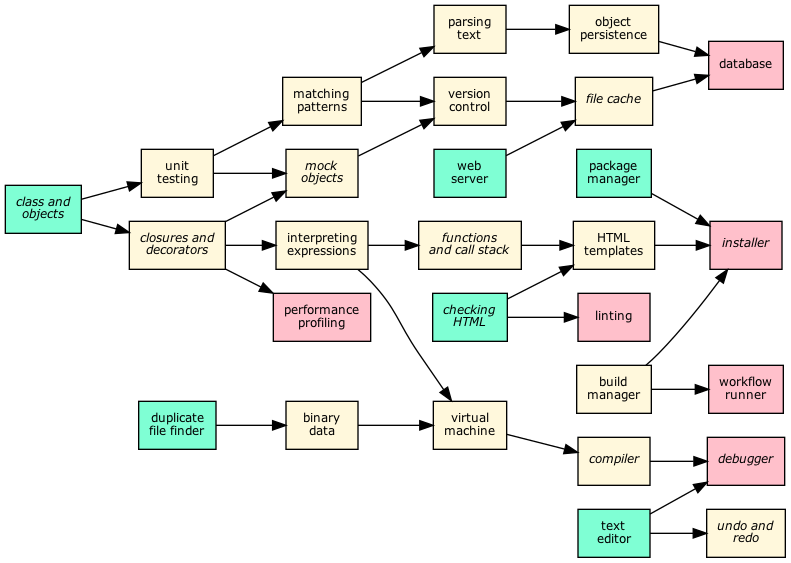 parsing
text
object
persistence
database
matching
patterns
version
control
file cache
unit
testing
mock
objects
web
server
package
manager
class and
objects
closures and
decorators
interpreting
expressions
functions
and call stack
HTML
templates
installer
performance
profiling
checking
HTML
linting
build
manager
workflow
runner
duplicate
file finder
binary
data
virtual
machine
compiler
debugger
text
editor
undo and
redo